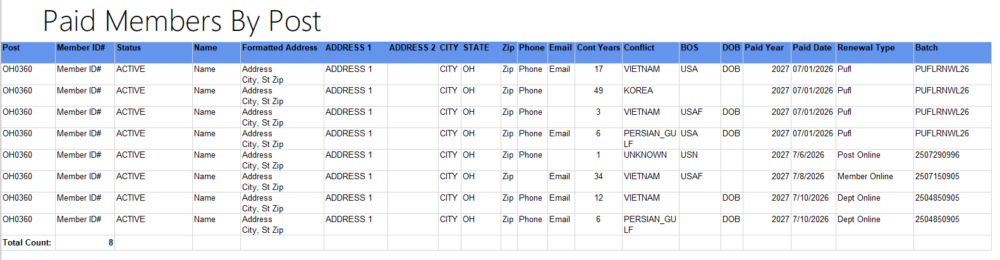 Paid Members By Post
Post Member ID# Status Name Formatted Address ADDRESS 1 ADDRESS 2 CITY STATE Zip Phone Email Cont Years Conflict BOS DOB Paid Year Paid Date Renewal Type Batch
OH0360 Member ID# ACTIVE Name Address ADDRESS 1 CITY OH Zip Phone Email 17 VIETNAM USA DOB 2027 07/01/2026 Pufl PUFLRNWL26
City, St Zip
OH0360 Member ID# ACTIVE Name Address ADDRESS 1 CITY OH Zip Phone 49 KOREA 2027 07/01/2026 Pufl PUFLRNWL26
City, St Zip
OH0360 Member ID# ACTIVE Name Address ADDRESS 1 CITY OH Zip Phone 3 VIETNAM USAF DOB 2027 07/01/2026 Pufl PUFLRNWL26
City, St Zip
OH0360 Member ID# ACTIVE Name Address ADDRESS 1 CITY OH Zip Phone Email 6 PERSIAN_GU USA DOB 2027 07/01/2026 Pufl PUFLRNWL26
City, St Zip LF
OH0360 Member ID# ACTIVE Name Address ADDRESS 1 CITY OH Zip Phone 1 UNKNOWN USN 2027 7/6/2026 Post Online 2507290996
City, St Zip
OH0360 Member ID# ACTIVE Name Address ADDRESS 1 CITY OH Zip Email 34 VIETNAM USAF 2027 7/8/2026 Member Online 2507150905
City, St Zip
OH0360 Member ID# ACTIVE Name Address ADDRESS 1 CITY OH Zip Phone Email 12 VIETNAM DOB 2027 7/10/2026 Dept Online 2504850905
City, St Zip
OH0360 Member ID# ACTIVE Name Address ADDRESS 1 CITY OH Zip Phone Email 6 PERSIAN_GU DOB 2027 7/10/2026 Dept Online 2504850905
City, St Zip LF
Total Count: 8